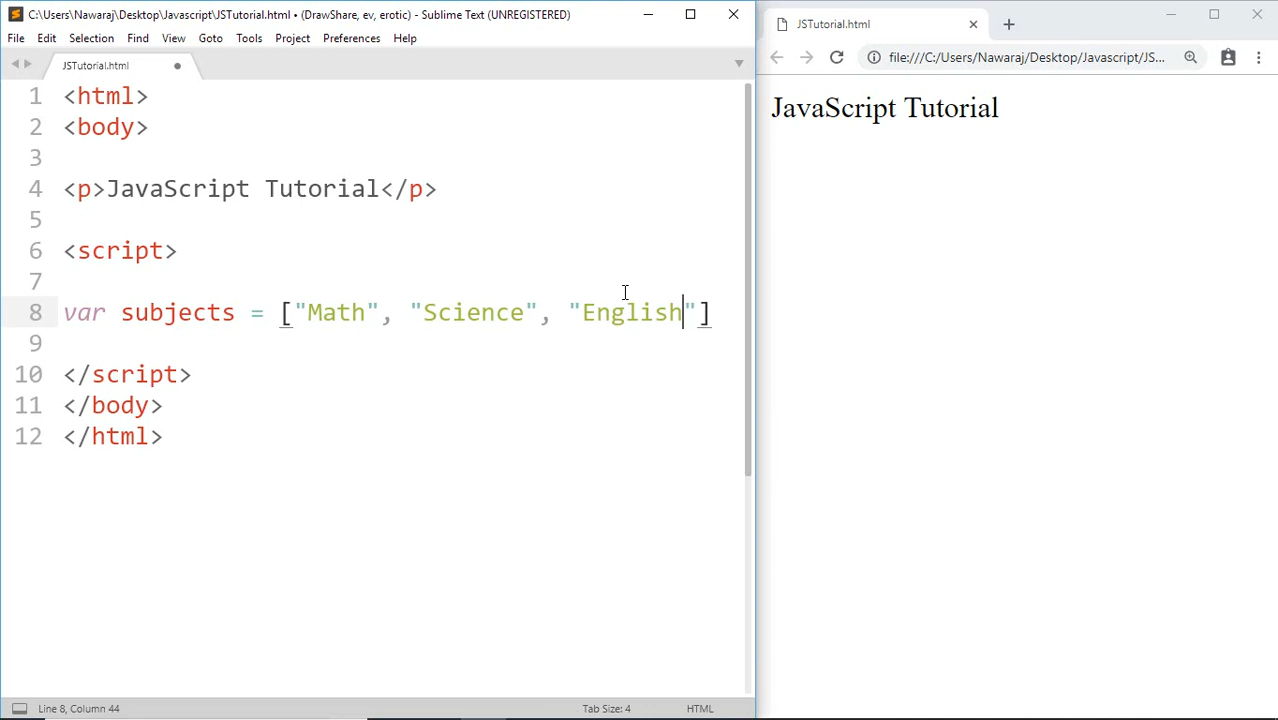 C:\Users\Nawaraj\Desktop\Javascript\JSTutorial.html • (DrawShare, ev, erotic) - Sublime Text (UNREGISTERED)
File Edit Selection Find View Goto Tools Project Preferences Help
JSTutorial.html
1 <html>
2 <body>
3
4 <p>JavaScript Tutorial</p>
5
6 <script>
7
8 var subjects = ["Math", "Science", "English"]
9
10 </script>
11 </body>
12 </html>
Line 8, Column 44 Tab Size: 4 HTML
JSTutorial.html
file:///C:/Users/Nawaraj/Desktop/Javascript/JS...
JavaScript Tutorial